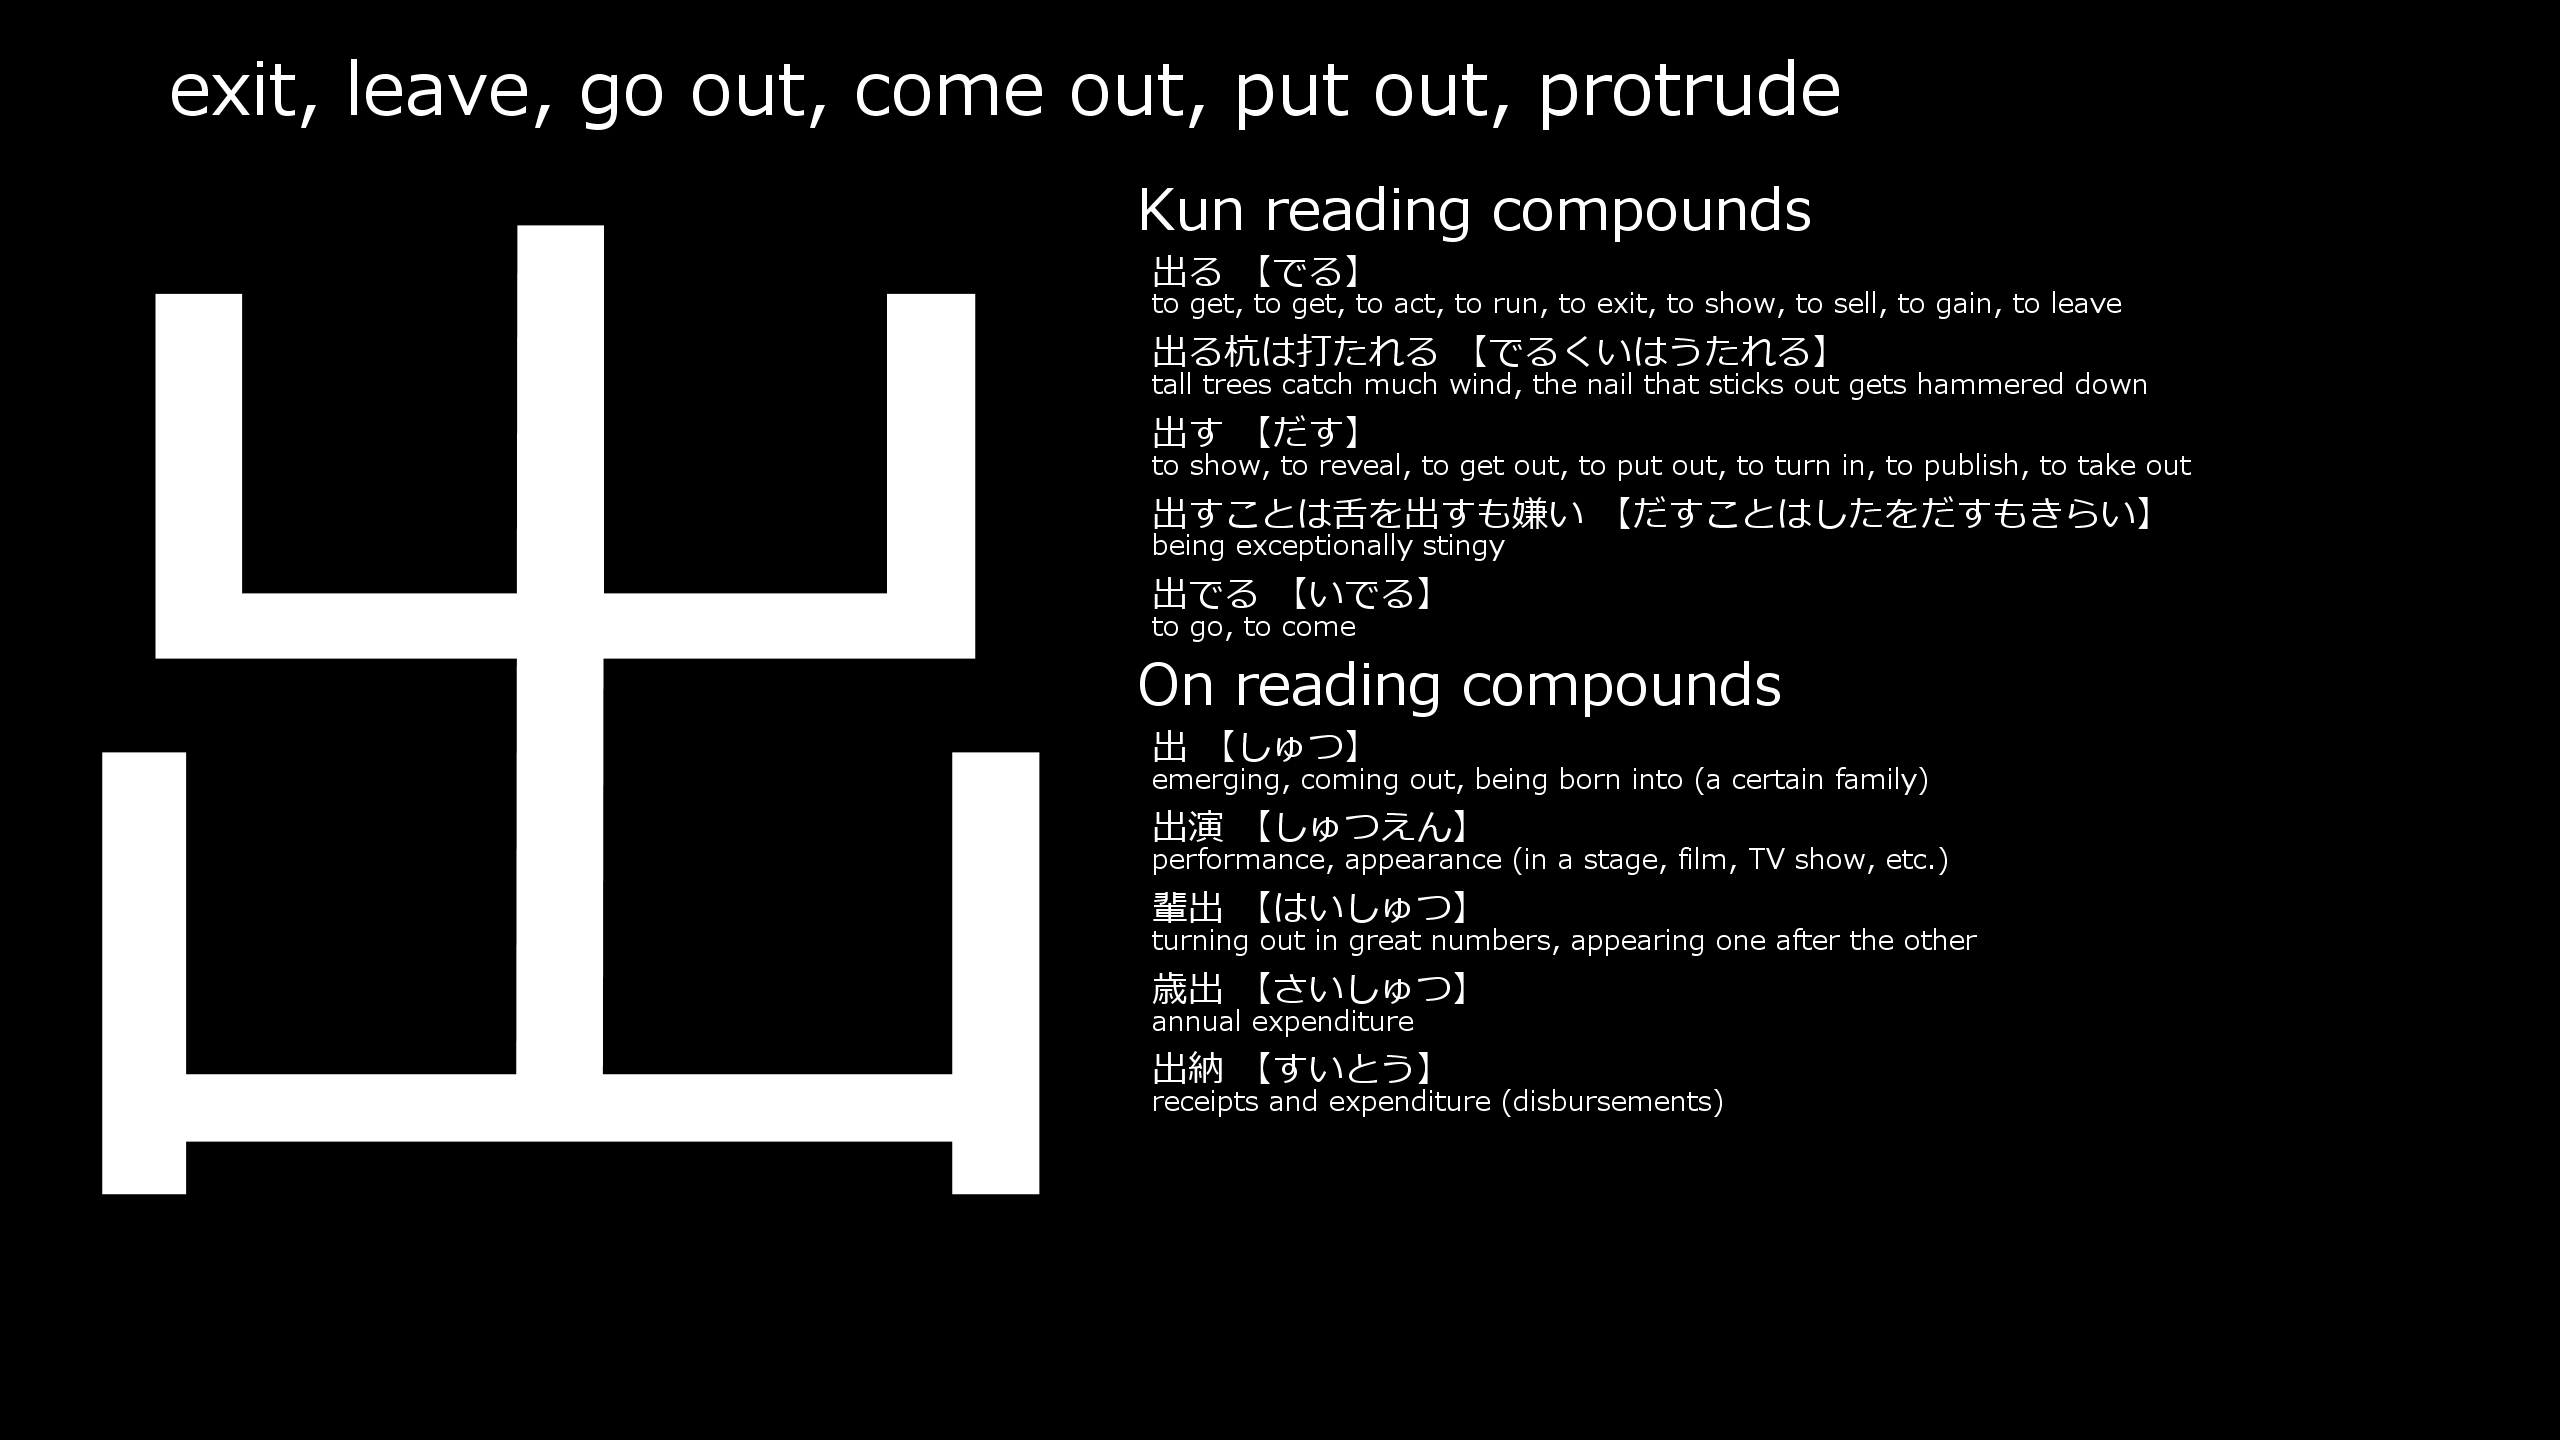 exit, leave, go out, come out, put out, protrude
出
Kun reading compounds
出る 【でる】
to get, to get, to act, to run, to exit, to show, to sell, to gain, to leave
出る杭は打たれる 【でるくいはうたれる】
tall trees catch much wind, the nail that sticks out gets hammered down
出す 【だす】
to show, to reveal, to get out, to put out, to turn in, to publish, to take out
出すことは舌を出すも嫌い 【だすことはしたをだすもきらい】
being exceptionally stingy
出でる 【いでる】
to go, to come
On reading compounds
出 【しゅつ】
emerging, coming out, being born into (a certain family)
出演 【しゅつえん】
performance, appearance (in a stage, film, TV show, etc.)
輩出 【はいしゅつ】
turning out in great numbers, appearing one after the other
歳出 【さいしゅつ】
annual expenditure
出納 【すいとう】
receipts and expenditure (disbursements)